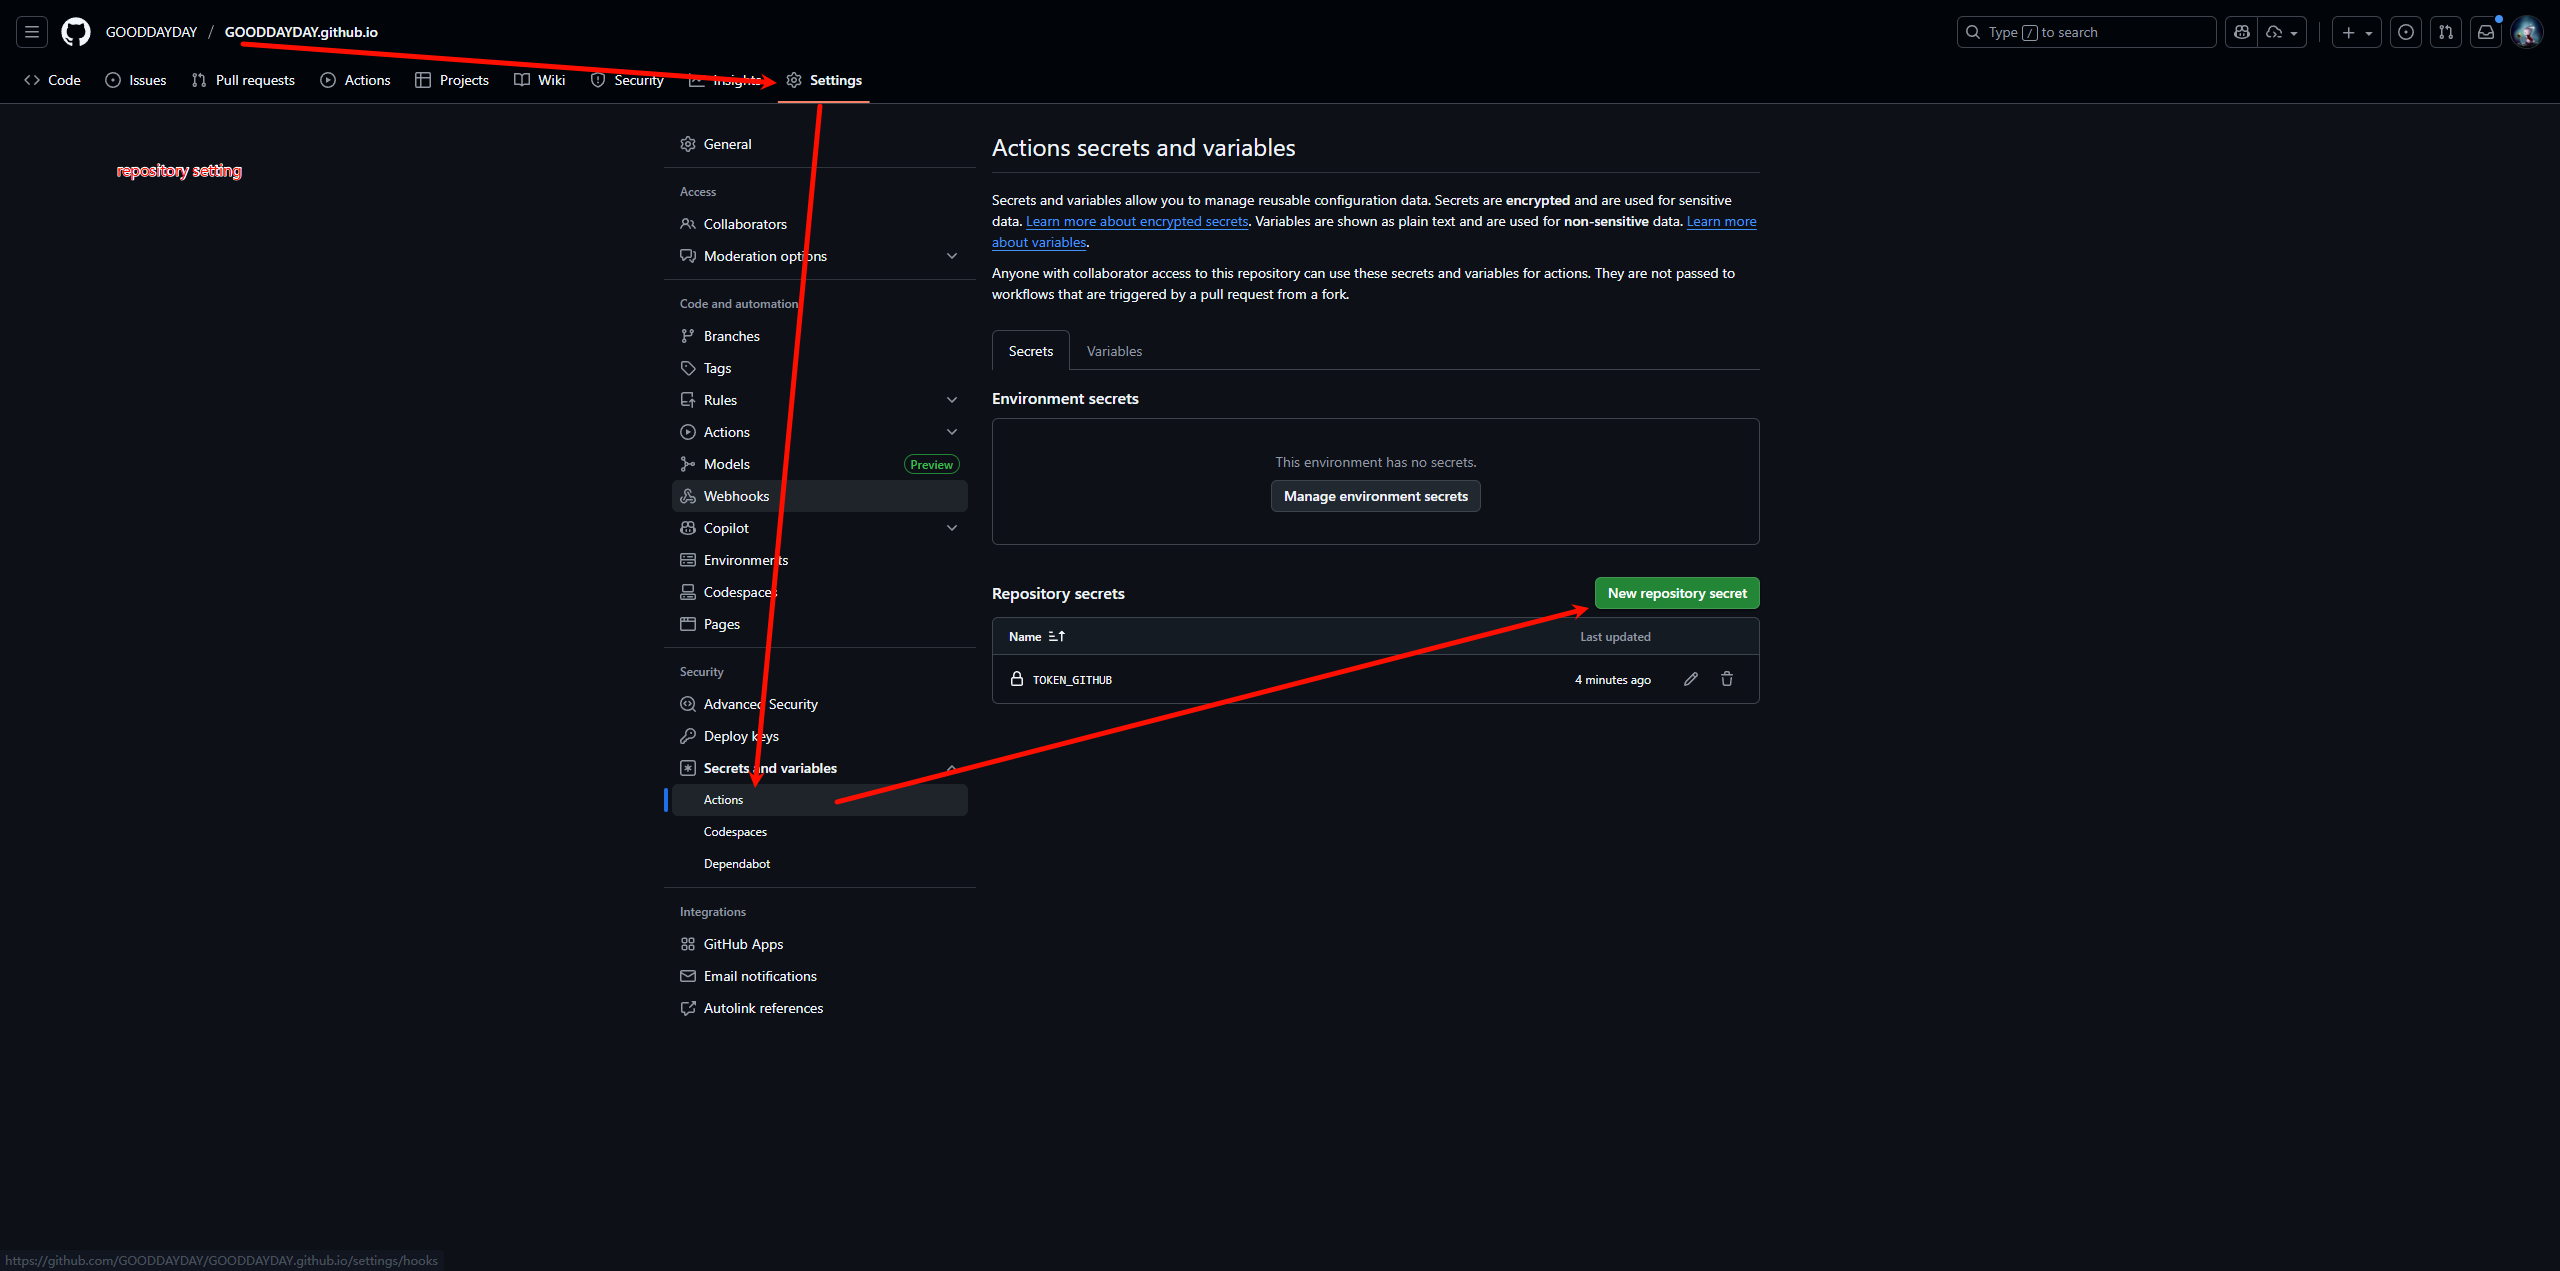 GOODDAYDAY / GOODDAYDAY.github.io
Type / to search
Code
Issues
Pull requests
Actions
Projects
Wiki
Security
Insights
Settings
repository setting
General
Access
Collaborators
Moderation options
Code and automation
Branches
Tags
Rules
Actions
Models
Preview
Webhooks
Copilot
Environments
Codespaces
Pages
Security
Advanced Security
Deploy keys
Secrets and variables
Actions
Codespaces
Dependabot
Integrations
GitHub Apps
Email notifications
Autolink references
Actions secrets and variables
Secrets and variables allow you to manage reusable configuration data. Secrets are encrypted and are used for sensitive
data. Learn more about encrypted secrets. Variables are shown as plain text and are used for non-sensitive data. Learn more
about variables.
Anyone with collaborator access to this repository can use these secrets and variables for actions. They are not passed to
workflows that are triggered by a pull request from a fork.
Secrets
Variables
Environment secrets
This environment has no secrets.
Manage environment secrets
Repository secrets
New repository secret
Name
Last updated
TOKEN_GITHUB
4 minutes ago
https://github.com/GOODDAYDAY/GOODDAYDAY.github.io/settings/hooks